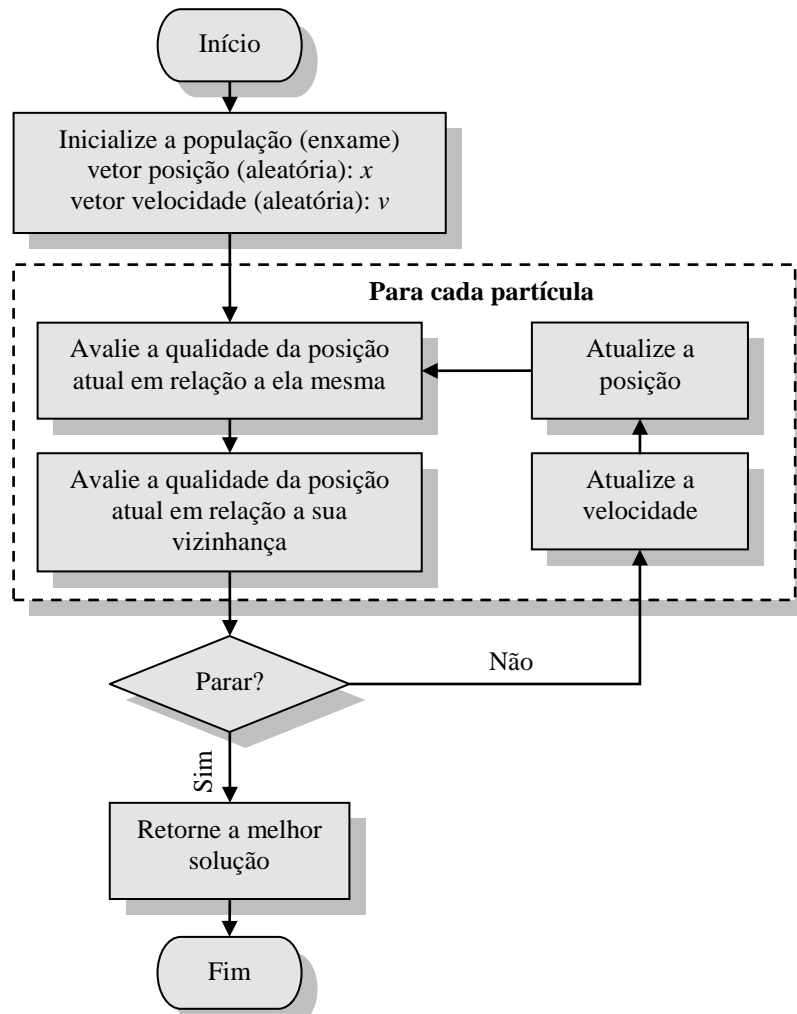 Início
Inicialize a população (enxame)
vetor posição (aleatória): x
vetor velocidade (aleatória): v
Para cada partícula
Avalie a qualidade da posição
atual em relação a ela mesma
Atualize a
posição
Avalie a qualidade da posição
atual em relação a sua
vizinhança
Atualize a
velocidade
Parar?
Não
Sim
Retorne a melhor
solução
Fim